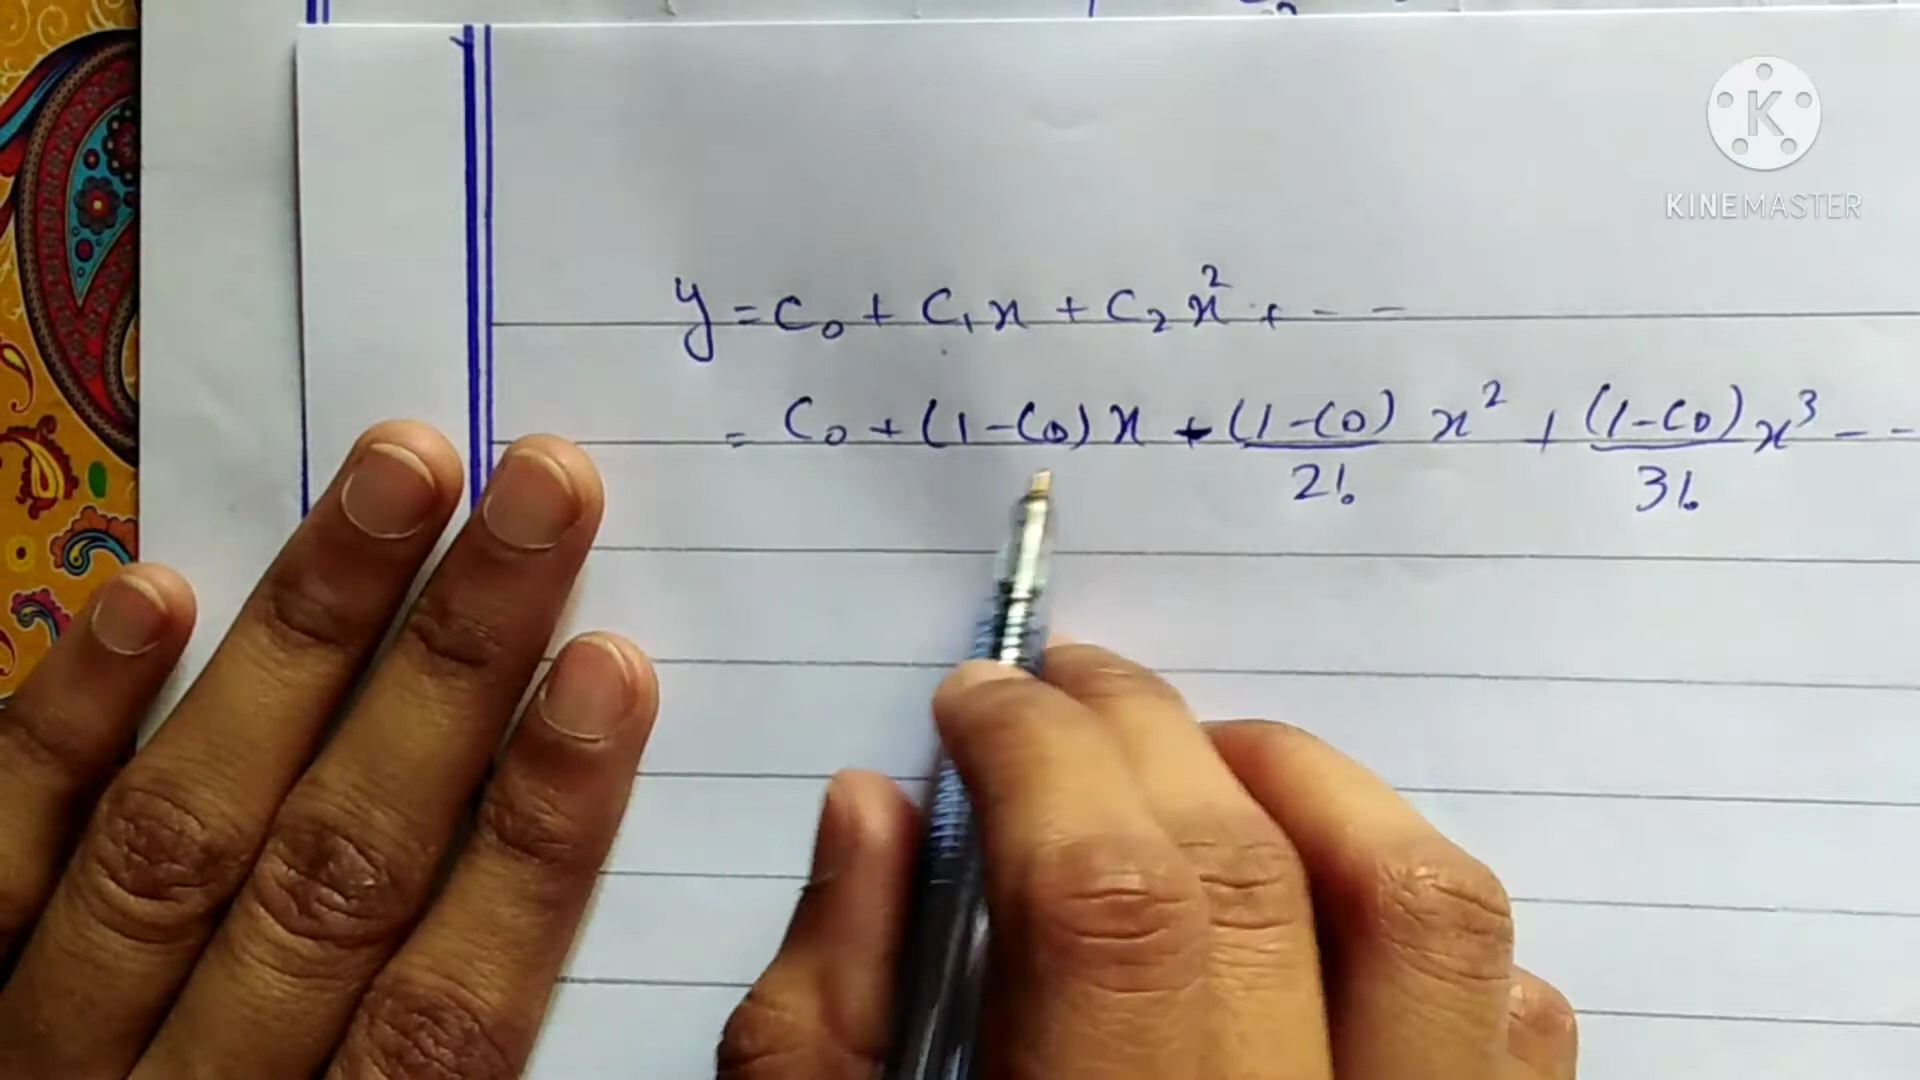 K
KINEMASTER
y = c₀ + c₁x + c₂x² + - - -
= c₀ + (1-c₀)x + (1-c₀)/2! x² + (1-c₀)/3! x³ - - -